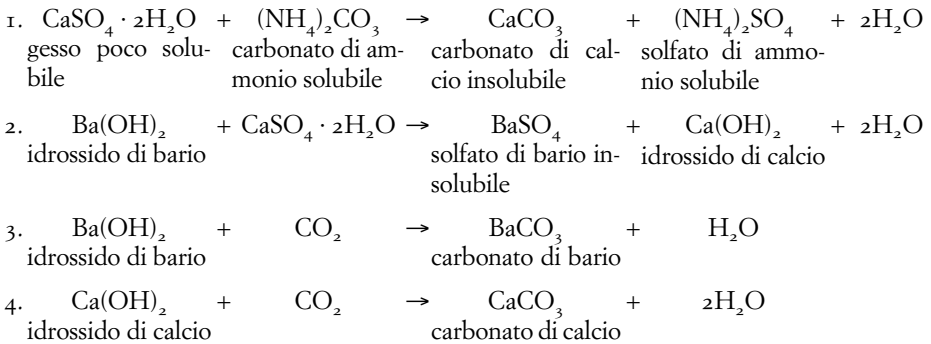 1. CaSO₄ · 2H₂O + (NH₄)₂CO₃ → CaCO₃ + (NH₄)₂SO₄ + 2H₂O
gesso poco solu- carbonato di am- carbonato di cal- solfato di ammo-
bile monio solubile cio insolubile nio solubile
2. Ba(OH)₂ + CaSO₄ · 2H₂O → BaSO₄ + Ca(OH)₂ + 2H₂O
idrossido di bario solfato di bario in- idrossido di calcio
solubile
3. Ba(OH)₂ + CO₂ → BaCO₃ + H₂O
idrossido di bario carbonato di bario
4. Ca(OH)₂ + CO₂ → CaCO₃ + 2H₂O
idrossido di calcio carbonato di calcio